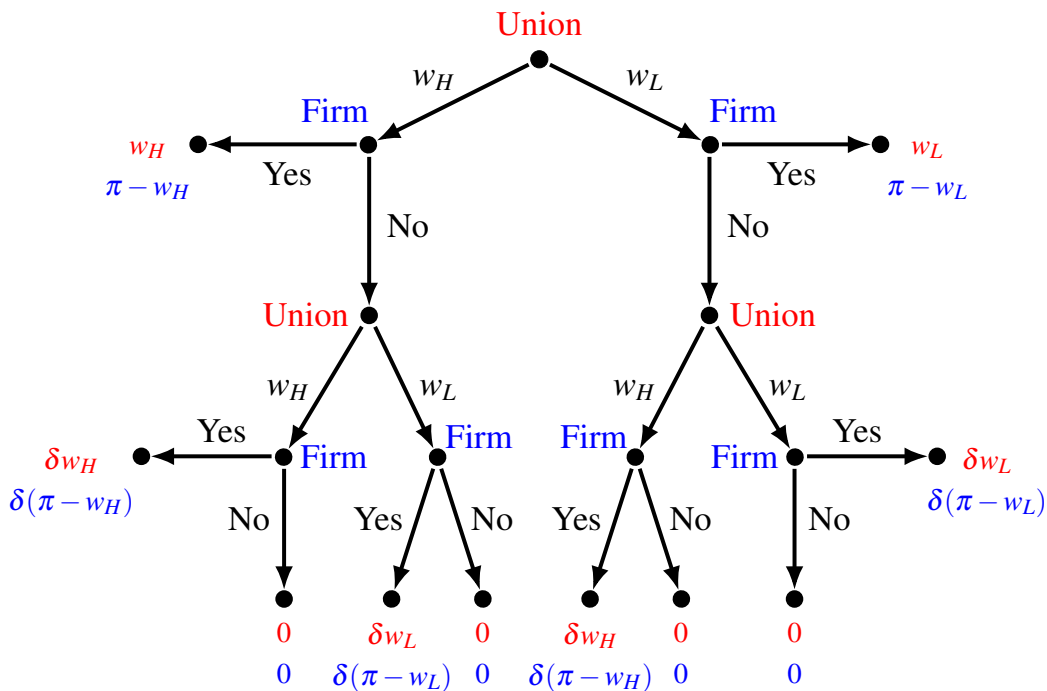 Union
w_H w_L
Firm Firm
w_H Yes Yes w_L
π − w_H π − w_L
No No
Union Union
w_H w_L w_H w_L
Yes Firm Firm Yes
δw_H Firm Firm δw_L
δ(π − w_H) δ(π − w_L)
No Yes No Yes No No
0 δw_L 0 δw_H 0 0
0 δ(π − w_L) 0 δ(π − w_H) 0 0